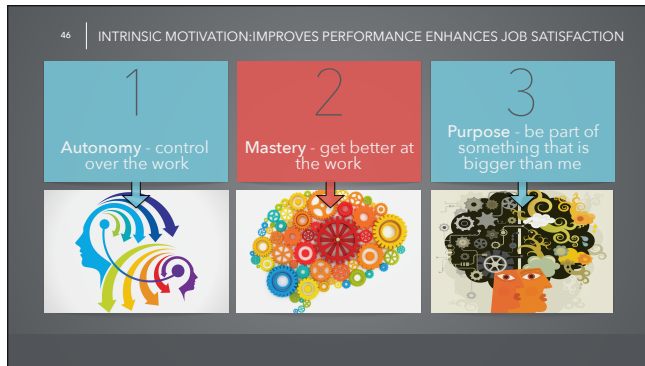 46
INTRINSIC MOTIVATION:IMPROVES PERFORMANCE ENHANCES JOB SATISFACTION
1
Autonomy - control
over the work
2
Mastery - get better at
the work
3
Purpose - be part of
something that is
bigger than me